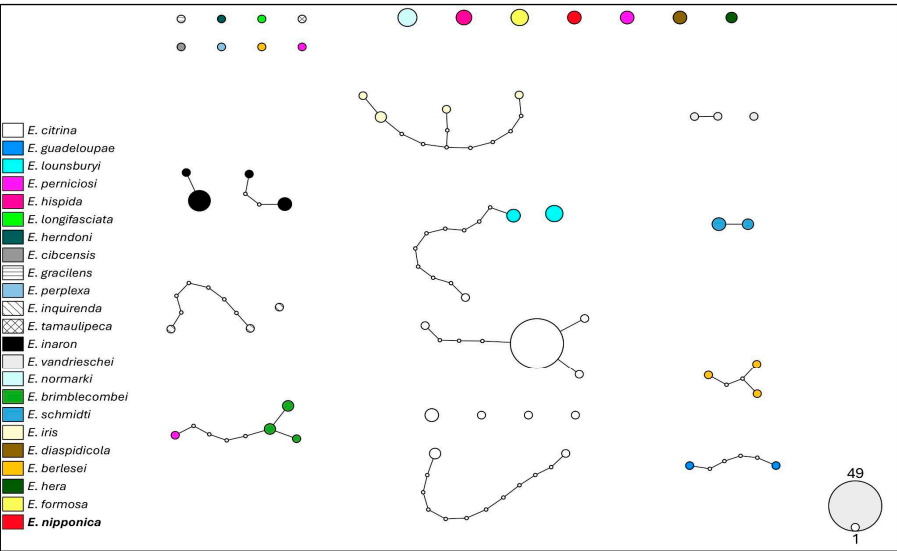 E. citrina
E. guadeloupae
E. lounsburyi
E. perniciosi
E. hispida
E. longifasciata
E. herndoni
E. cibcensis
E. gracilens
E. perplexa
E. inquirenda
E. tamaulipeca
E. inaron
E. vandrieschei
E. normarki
E. brimblecombei
E. schmidti
E. iris
E. diaspidicola
E. berlesei
E. hera
E. formosa
E. nipponica
49
1